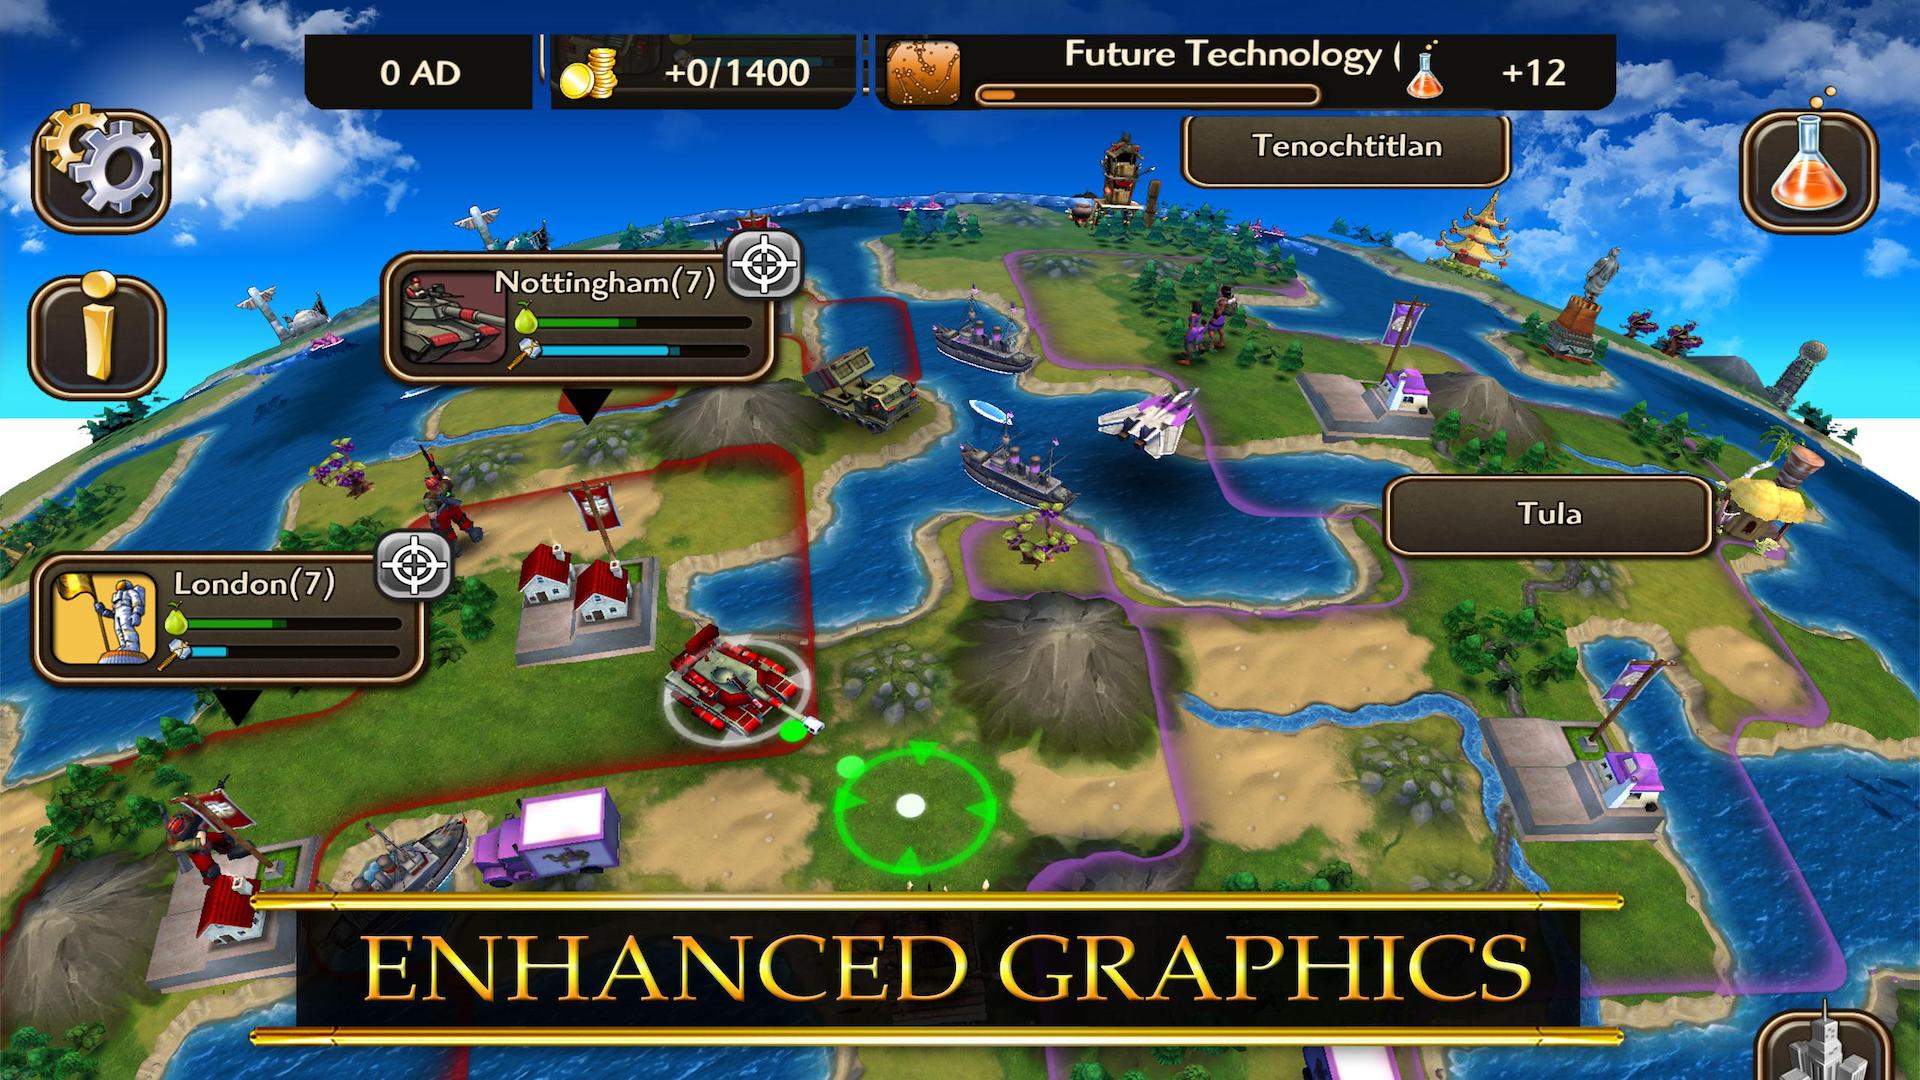 0 AD
+0/1400
Future Technology (
+12
Tenochtitlan
Nottingham(7)
Tula
London(7)
ENHANCED GRAPHICS